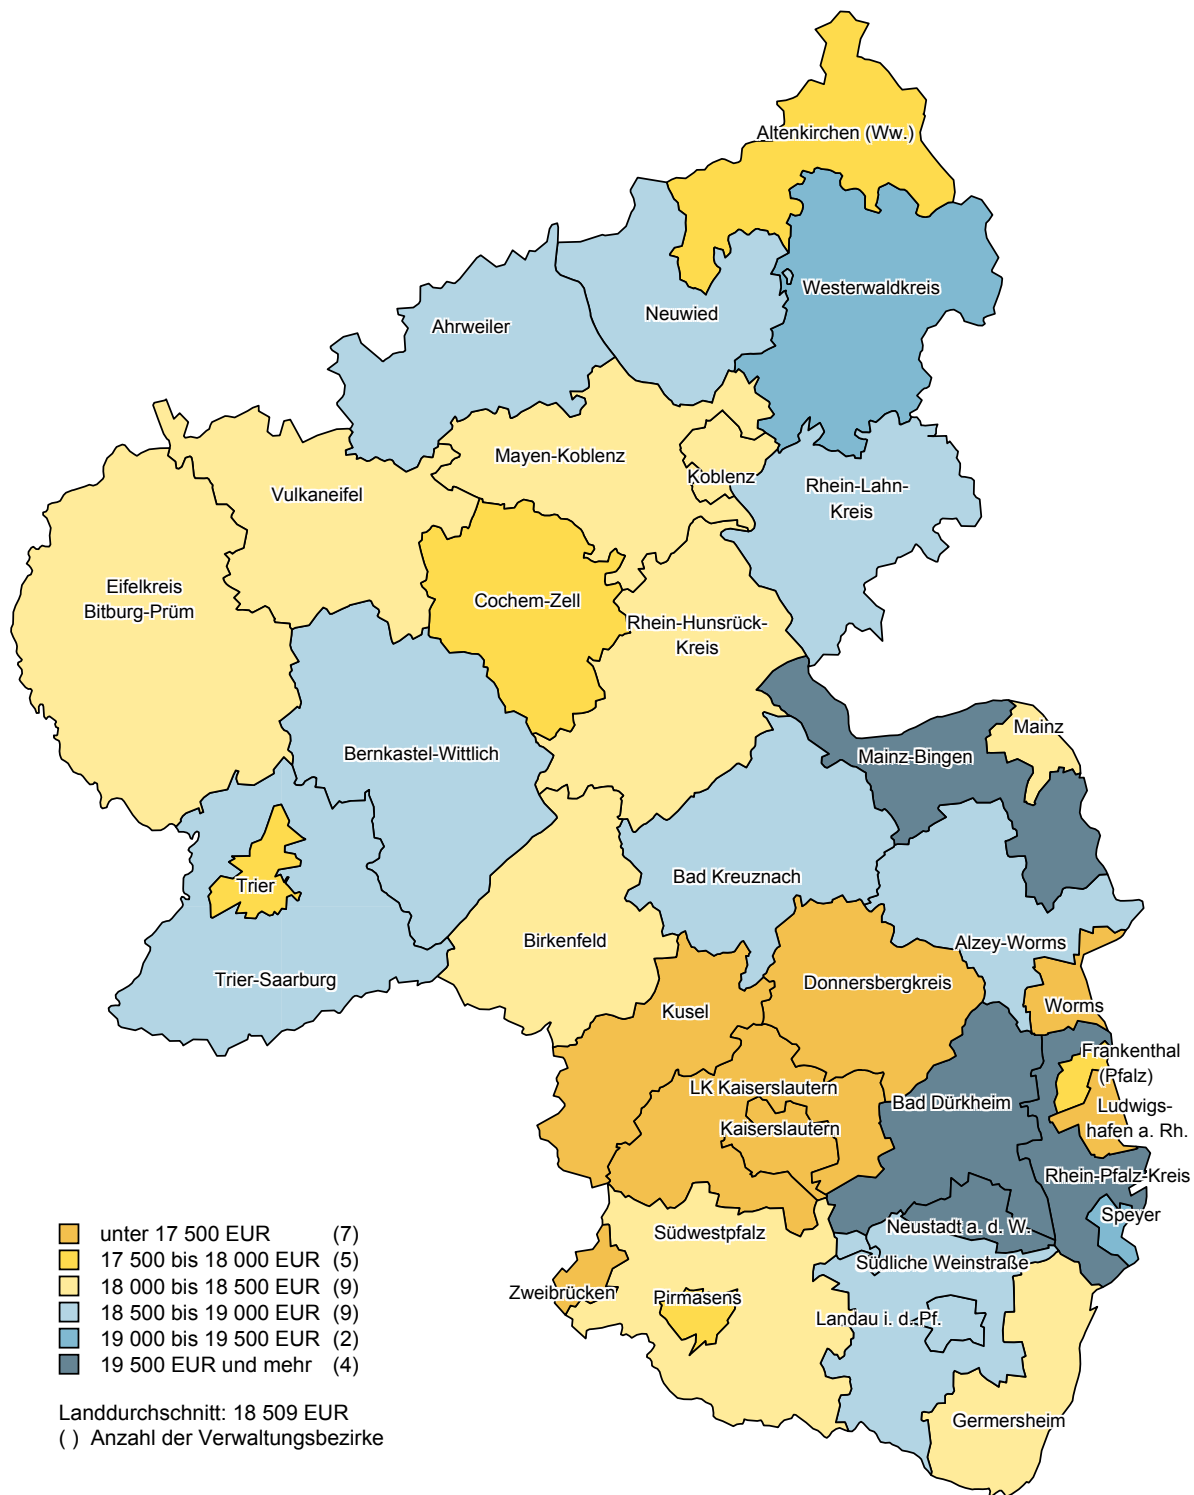 Altenkirchen (Ww.)
Westerwaldkreis
Neuwied
Ahrweiler
Mayen-Koblenz
Koblenz
Rhein-Lahn-
Kreis
Vulkaneifel
Eifelkreis
Bitburg-Prüm
Cochem-Zell
Rhein-Hunsrück-
Kreis
Mainz
Mainz-Bingen
Bernkastel-Wittlich
Bad Kreuznach
Trier
Birkenfeld
Alzey-Worms
Trier-Saarburg
Donnersbergkreis
Kusel
Worms
Frankenthal
(Pfalz)
LK Kaiserslautern
Bad Dürkheim
Ludwigs-
hafen a. Rh.
Kaiserslautern
Rhein-Pfalz-Kreis
Speyer
Neustadt a. d. W.
Südwestpfalz
Südliche Weinstraße
Zweibrücken
Pirmasens
Landau i. d. Pf.
Germersheim
unter 17 500 EUR (7)
17 500 bis 18 000 EUR (5)
18 000 bis 18 500 EUR (9)
18 500 bis 19 000 EUR (9)
19 000 bis 19 500 EUR (2)
19 500 EUR und mehr (4)
Landdurchschnitt: 18 509 EUR
( ) Anzahl der Verwaltungsbezirke